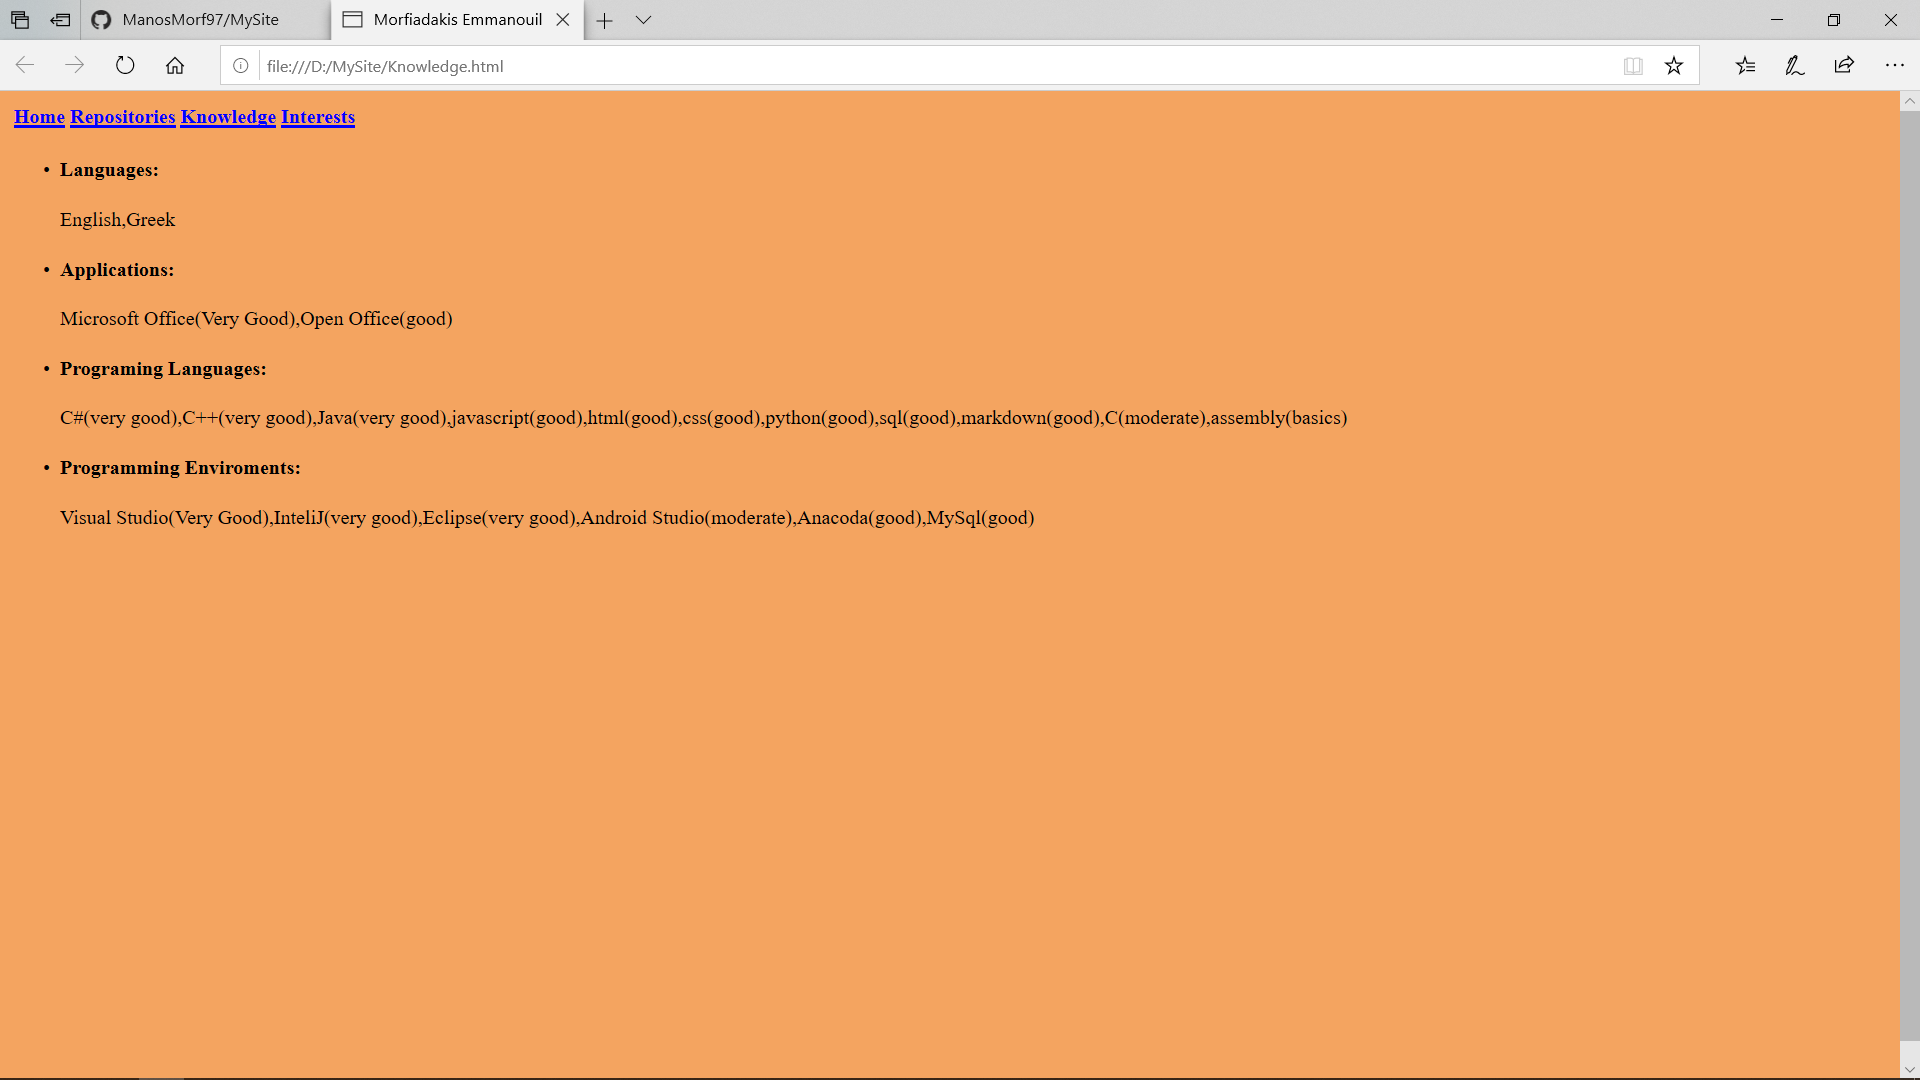 ManosMorf97/MySite
Morfiadakis Emmanouil
file:///D:/MySite/Knowledge.html
Home Repositories Knowledge Interests
• Languages:
English,Greek
• Applications:
Microsoft Office(Very Good),Open Office(good)
• Programing Languages:
C#(very good),C++(very good),Java(very good),javascript(good),html(good),css(good),python(good),sql(good),markdown(good),C(moderate),assembly(basics)
• Programming Enviroments:
Visual Studio(Very Good),InteliJ(very good),Eclipse(very good),Android Studio(moderate),Anacoda(good),MySql(good)